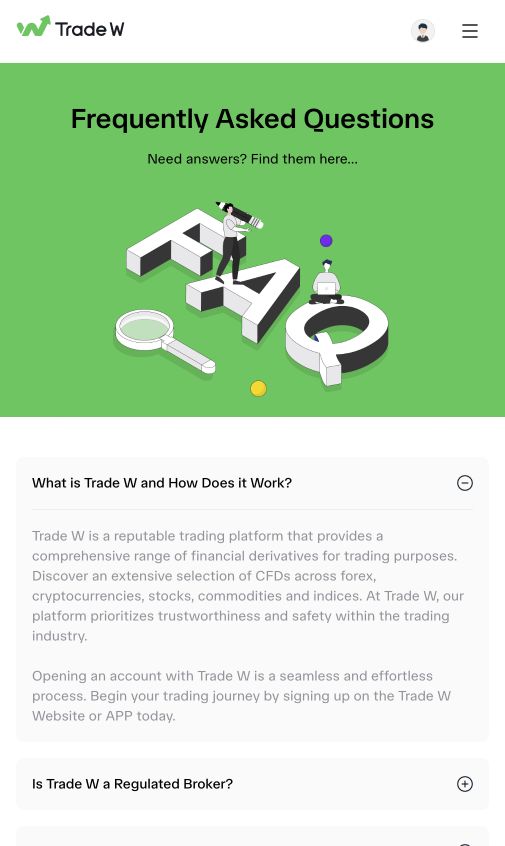 Trade W
Frequently Asked Questions
Need answers? Find them here...
FAQ
What is Trade W and How Does it Work?
Trade W is a reputable trading platform that provides a
comprehensive range of financial derivatives for trading purposes.
Discover an extensive selection of CFDs across forex,
cryptocurrencies, stocks, commodities and indices. At Trade W, our
platform prioritizes trustworthiness and safety within the trading
industry.
Opening an account with Trade W is a seamless and effortless
process. Begin your trading journey by signing up on the Trade W
Website or APP today.
Is Trade W a Regulated Broker?